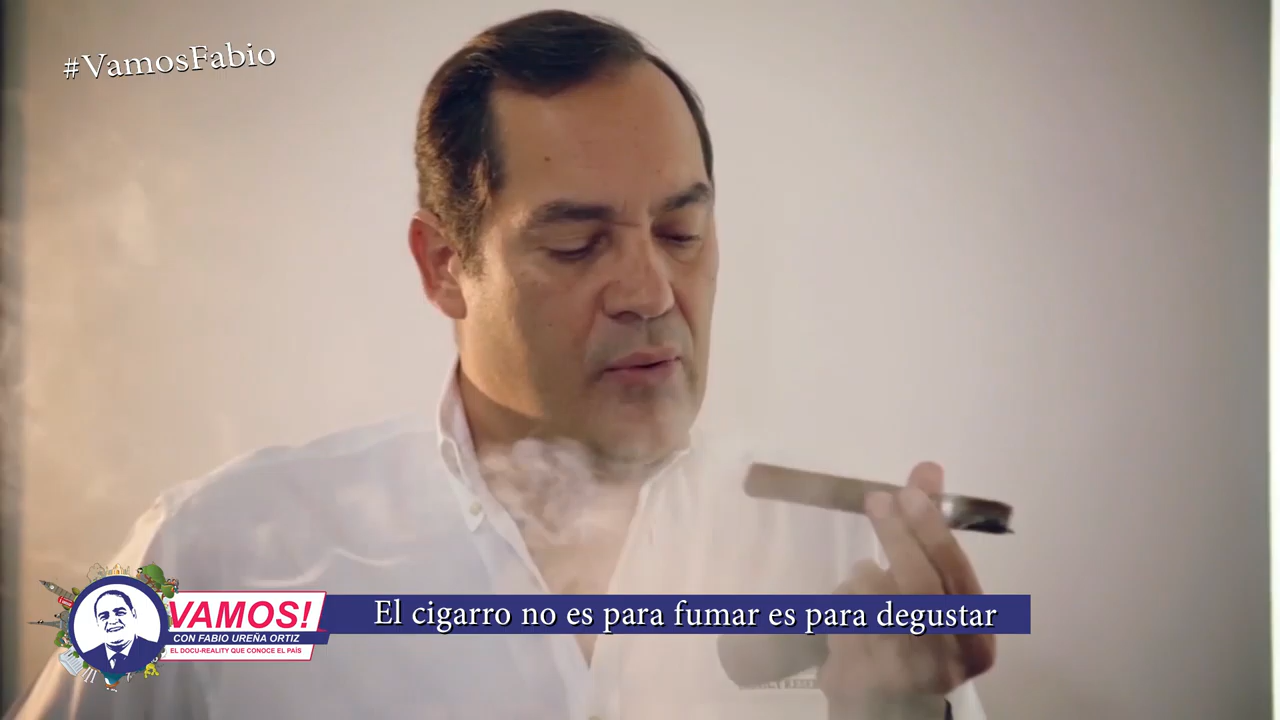 #VamosFabio
VAMOS!
CON FABIO UREÑA ORTIZ
EL DOCU-REALITY QUE CONOCE EL PAÍS
El cigarro no es para fumar es para degustar